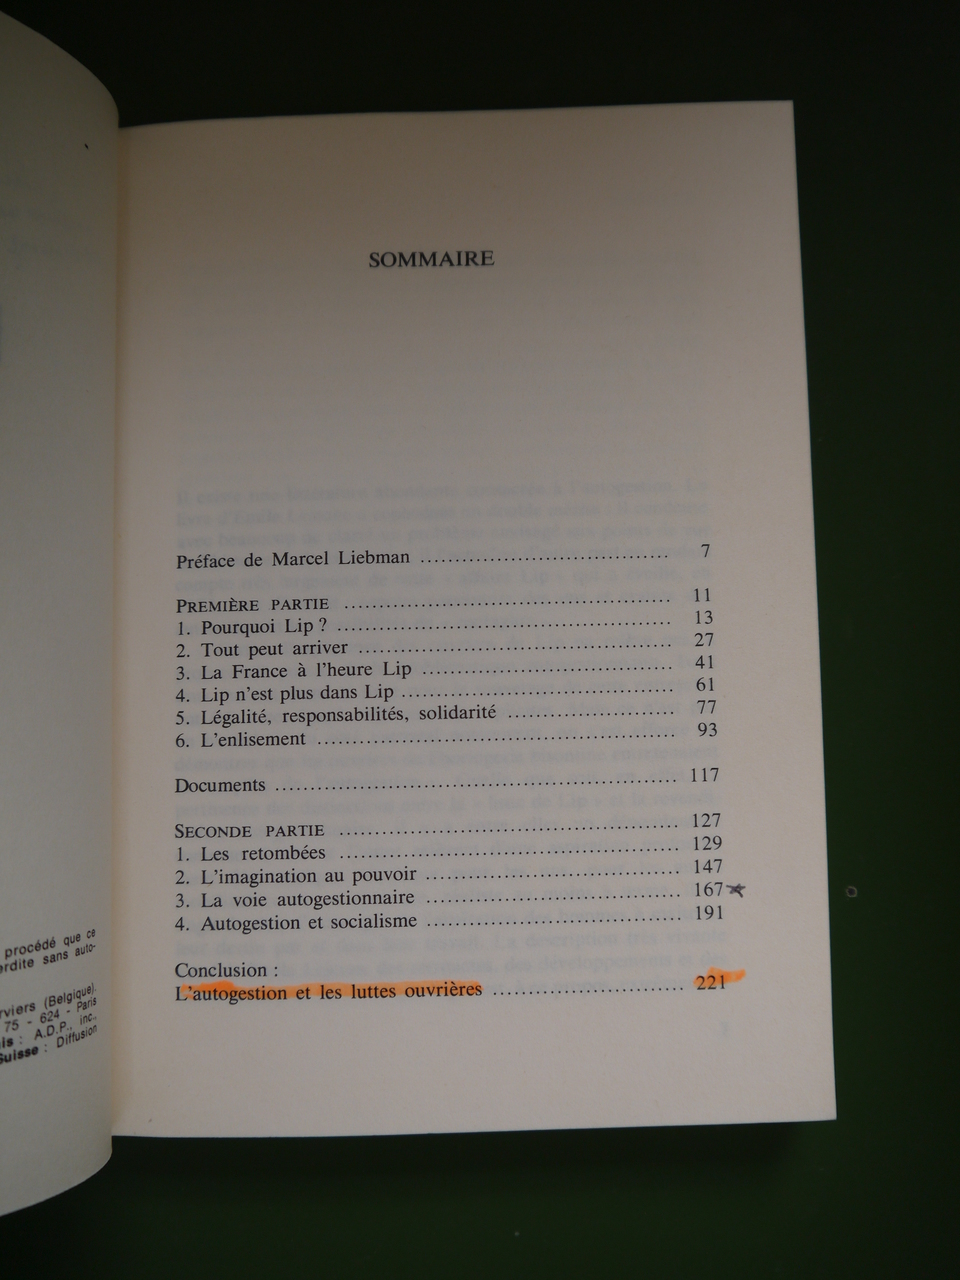 SOMMAIRE
Préface de Marcel Liebman ........................ 7
PREMIÈRE PARTIE ........................ 11
1. Pourquoi Lip ? ........................ 13
2. Tout peut arriver ........................ 27
3. La France à l'heure Lip ........................ 41
4. Lip n'est plus dans Lip ........................ 61
5. Légalité, responsabilités, solidarité ........................ 77
6. L'enlisement ........................ 93
Documents ........................ 117
SECONDE PARTIE ........................ 127
1. Les retombées ........................ 129
2. L'imagination au pouvoir ........................ 147
3. La voie autogestionnaire ........................ 167
4. Autogestion et socialisme ........................ 191
Conclusion :
L'autogestion et les luttes ouvrières ........................ 221
procédé que ce
erdite sans auto-
rviers (Belgique).
75 - 624 - Paris
is : A.D.P., inc.,
Suisse : Diffusion